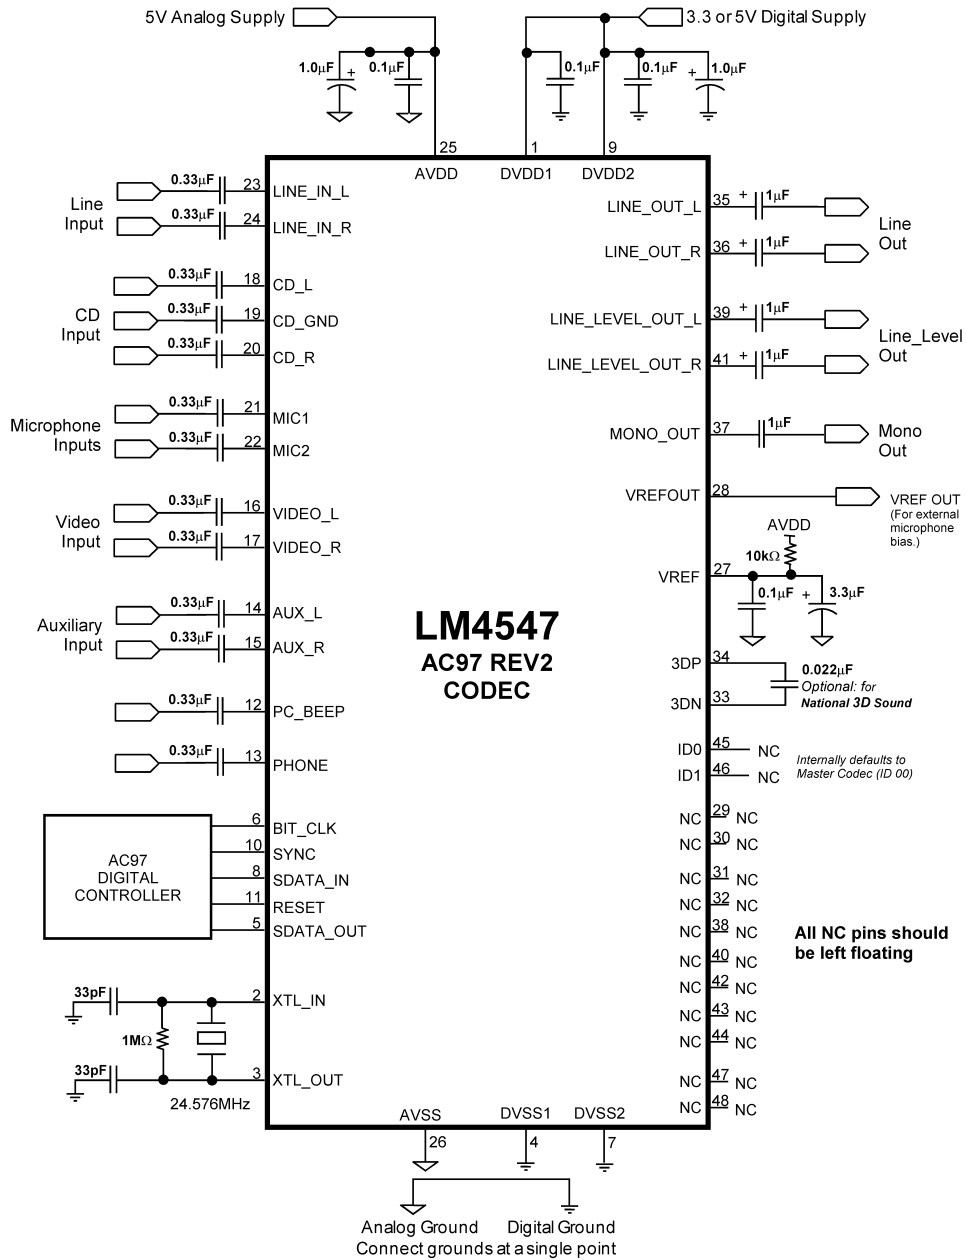 5V Analog Supply
3.3 or 5V Digital Supply
1.0µF +
0.1µF
0.1µF
0.1µF
+ 1.0µF
25
1
9
AVDD
DVDD1
DVDD2
Line
Input
0.33µF
23
LINE_IN_L
0.33µF
24
LINE_IN_R
CD
Input
0.33µF
18
CD_L
0.33µF
19
CD_GND
0.33µF
20
CD_R
Microphone
Inputs
0.33µF
21
MIC1
0.33µF
22
MIC2
Video
Input
0.33µF
16
VIDEO_L
0.33µF
17
VIDEO_R
Auxiliary
Input
0.33µF
14
AUX_L
0.33µF
15
AUX_R
0.33µF
12
PC_BEEP
0.33µF
13
PHONE
AC97
DIGITAL
CONTROLLER
6
BIT_CLK
10
SYNC
8
SDATA_IN
11
RESET
5
SDATA_OUT
33pF
2
XTL_IN
1MΩ
33pF
3
XTL_OUT
24.576MHz
LM4547
AC97 REV2
CODEC
LINE_OUT_L
35
+ 1µF
LINE_OUT_R
36
+ 1µF
Line
Out
LINE_LEVEL_OUT_L
39
+ 1µF
LINE_LEVEL_OUT_R
41
+ 1µF
Line_Level
Out
MONO_OUT
37
1µF
Mono
Out
VREFOUT
28
VREF OUT
(For external
microphone
bias.)
AVDD
10kΩ
VREF
27
0.1µF
+ 3.3µF
3DP
34
0.022µF
Optional: for
National 3D Sound
3DN
33
ID0
45
NC
ID1
46
NC
Internally defaults to
Master Codec (ID 00)
NC 29 NC
NC 30 NC
NC 31 NC
NC 32 NC
NC 38 NC
NC 40 NC
NC 42 NC
NC 43 NC
NC 44 NC
NC 47 NC
NC 48 NC
All NC pins should
be left floating
AVSS
DVSS1
DVSS2
26
4
7
Analog Ground
Digital Ground
Connect grounds at a single point